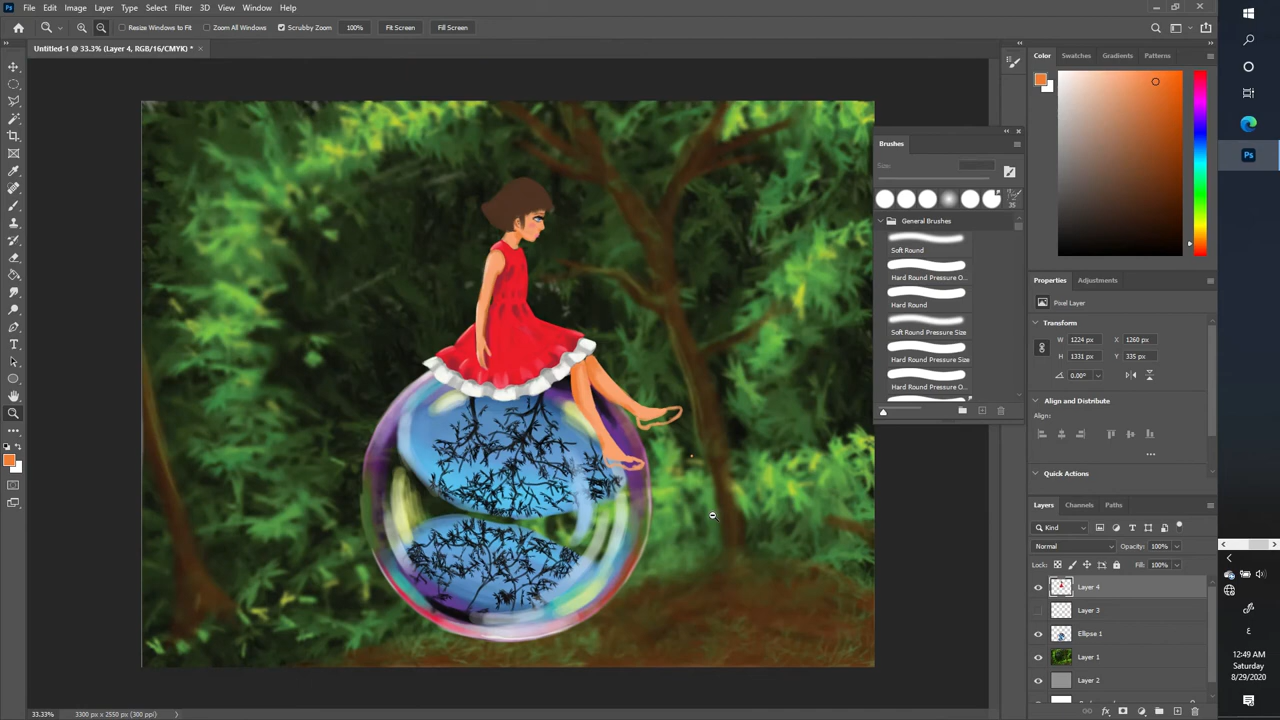 File Edit Image Layer Type Select Filter 3D View Window Help
Resize Windows to Fit Zoom All Windows Scrubby Zoom 100% Fit Screen Fill Screen
Untitled-1 @ 33.3% (Layer 4, RGB/16/CMYK) *
Color Swatches Gradients Patterns
Brushes
Size:
35
General Brushes
Soft Round
Hard Round Pressure O...
Hard Round
Soft Round Pressure Size
Hard Round Pressure Size
Hard Round Pressure O...
Properties Adjustments
Pixel Layer
Transform
W 1224 px X 1260 px
H 1331 px Y 335 px
0.00°
Align and Distribute
Align:
Quick Actions
Layers Channels Paths
Kind
Normal Opacity: 100%
Lock: Fill: 100%
Layer 4
Layer 3
Ellipse 1
Layer 1
Layer 2
33.33% 3300 px x 2550 px (300 ppi)
Ps
Ps
ع
12:49 AM
Saturday
8/29/2020